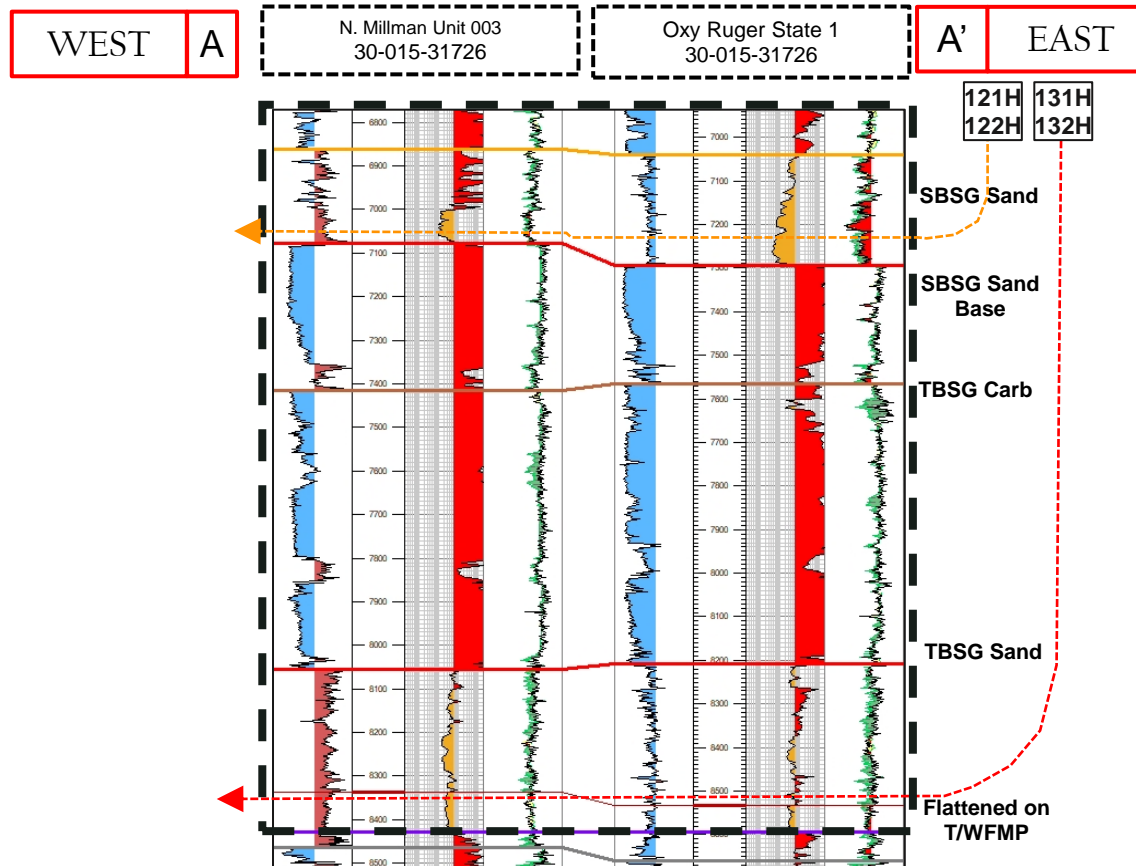 WEST
A
N. Millman Unit 003
30-015-31726
Oxy Ruger State 1
30-015-31726
A'
EAST
121H
122H
131H
132H
6800
6900
7000
7100
7200
7300
7400
7500
7600
7700
7800
7900
8000
8100
8200
8300
8400
8500
7000
7100
7200
7300
7400
7500
7600
7700
7800
7900
8000
8100
8200
8300
8400
8500
SBSG Sand
SBSG Sand
Base
TBSG Carb
TBSG Sand
Flattened on
T/WFMP